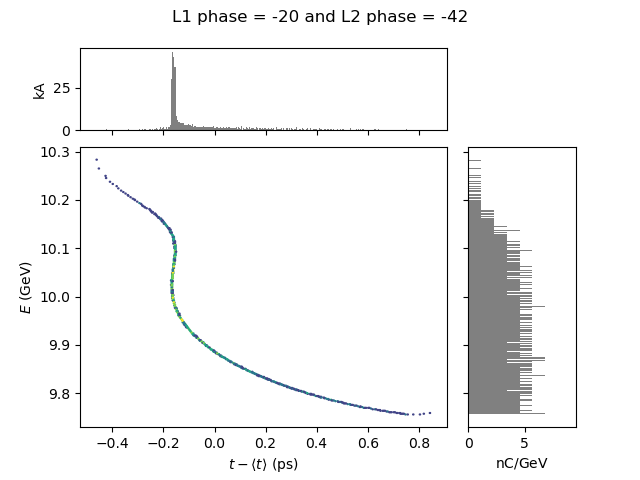 L1 phase = -20 and L2 phase = -42
kA
25
0
10.3
10.2
10.1
10.0
9.9
9.8
E (GeV)
−0.4 −0.2 0.0 0.2 0.4 0.6 0.8
t − ⟨t⟩ (ps)
0 5
nC/GeV